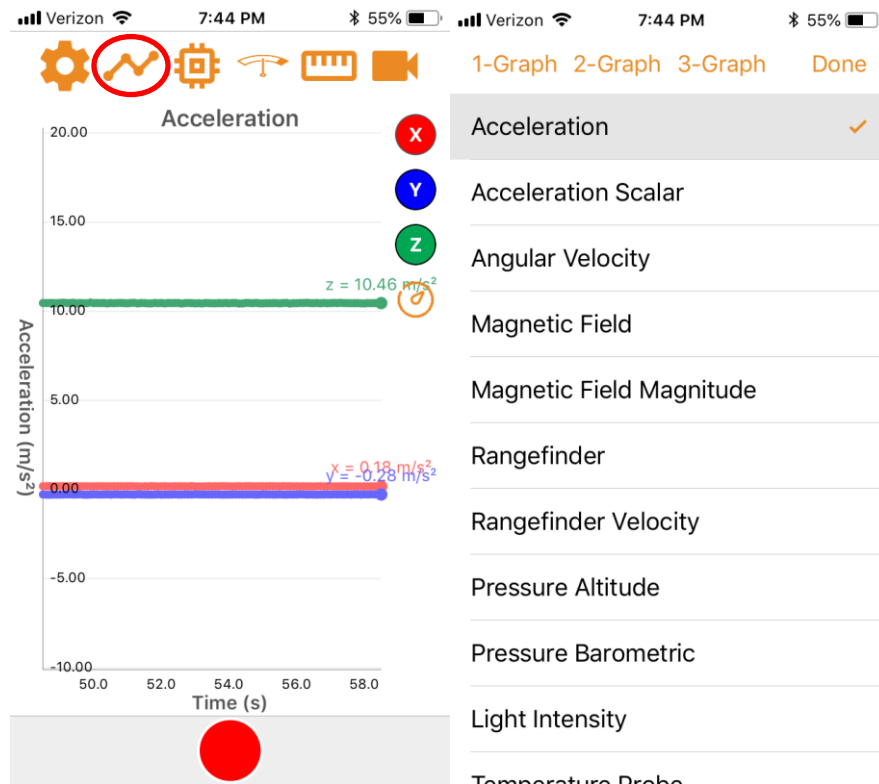 Verizon 7:44 PM 55%
Acceleration
20.00
X
Y
15.00
Z
z = 10.46 m/s²
10.00
Acceleration (m/s²)
5.00
x = 0.18 m/s²
y = -0.28 m/s²
0.00
-5.00
-10.00
50.0 52.0 54.0 56.0 58.0
Time (s)
Verizon 7:44 PM 55%
1-Graph 2-Graph 3-Graph Done
Acceleration
Acceleration Scalar
Angular Velocity
Magnetic Field
Magnetic Field Magnitude
Rangefinder
Rangefinder Velocity
Pressure Altitude
Pressure Barometric
Light Intensity
Temperature Probe